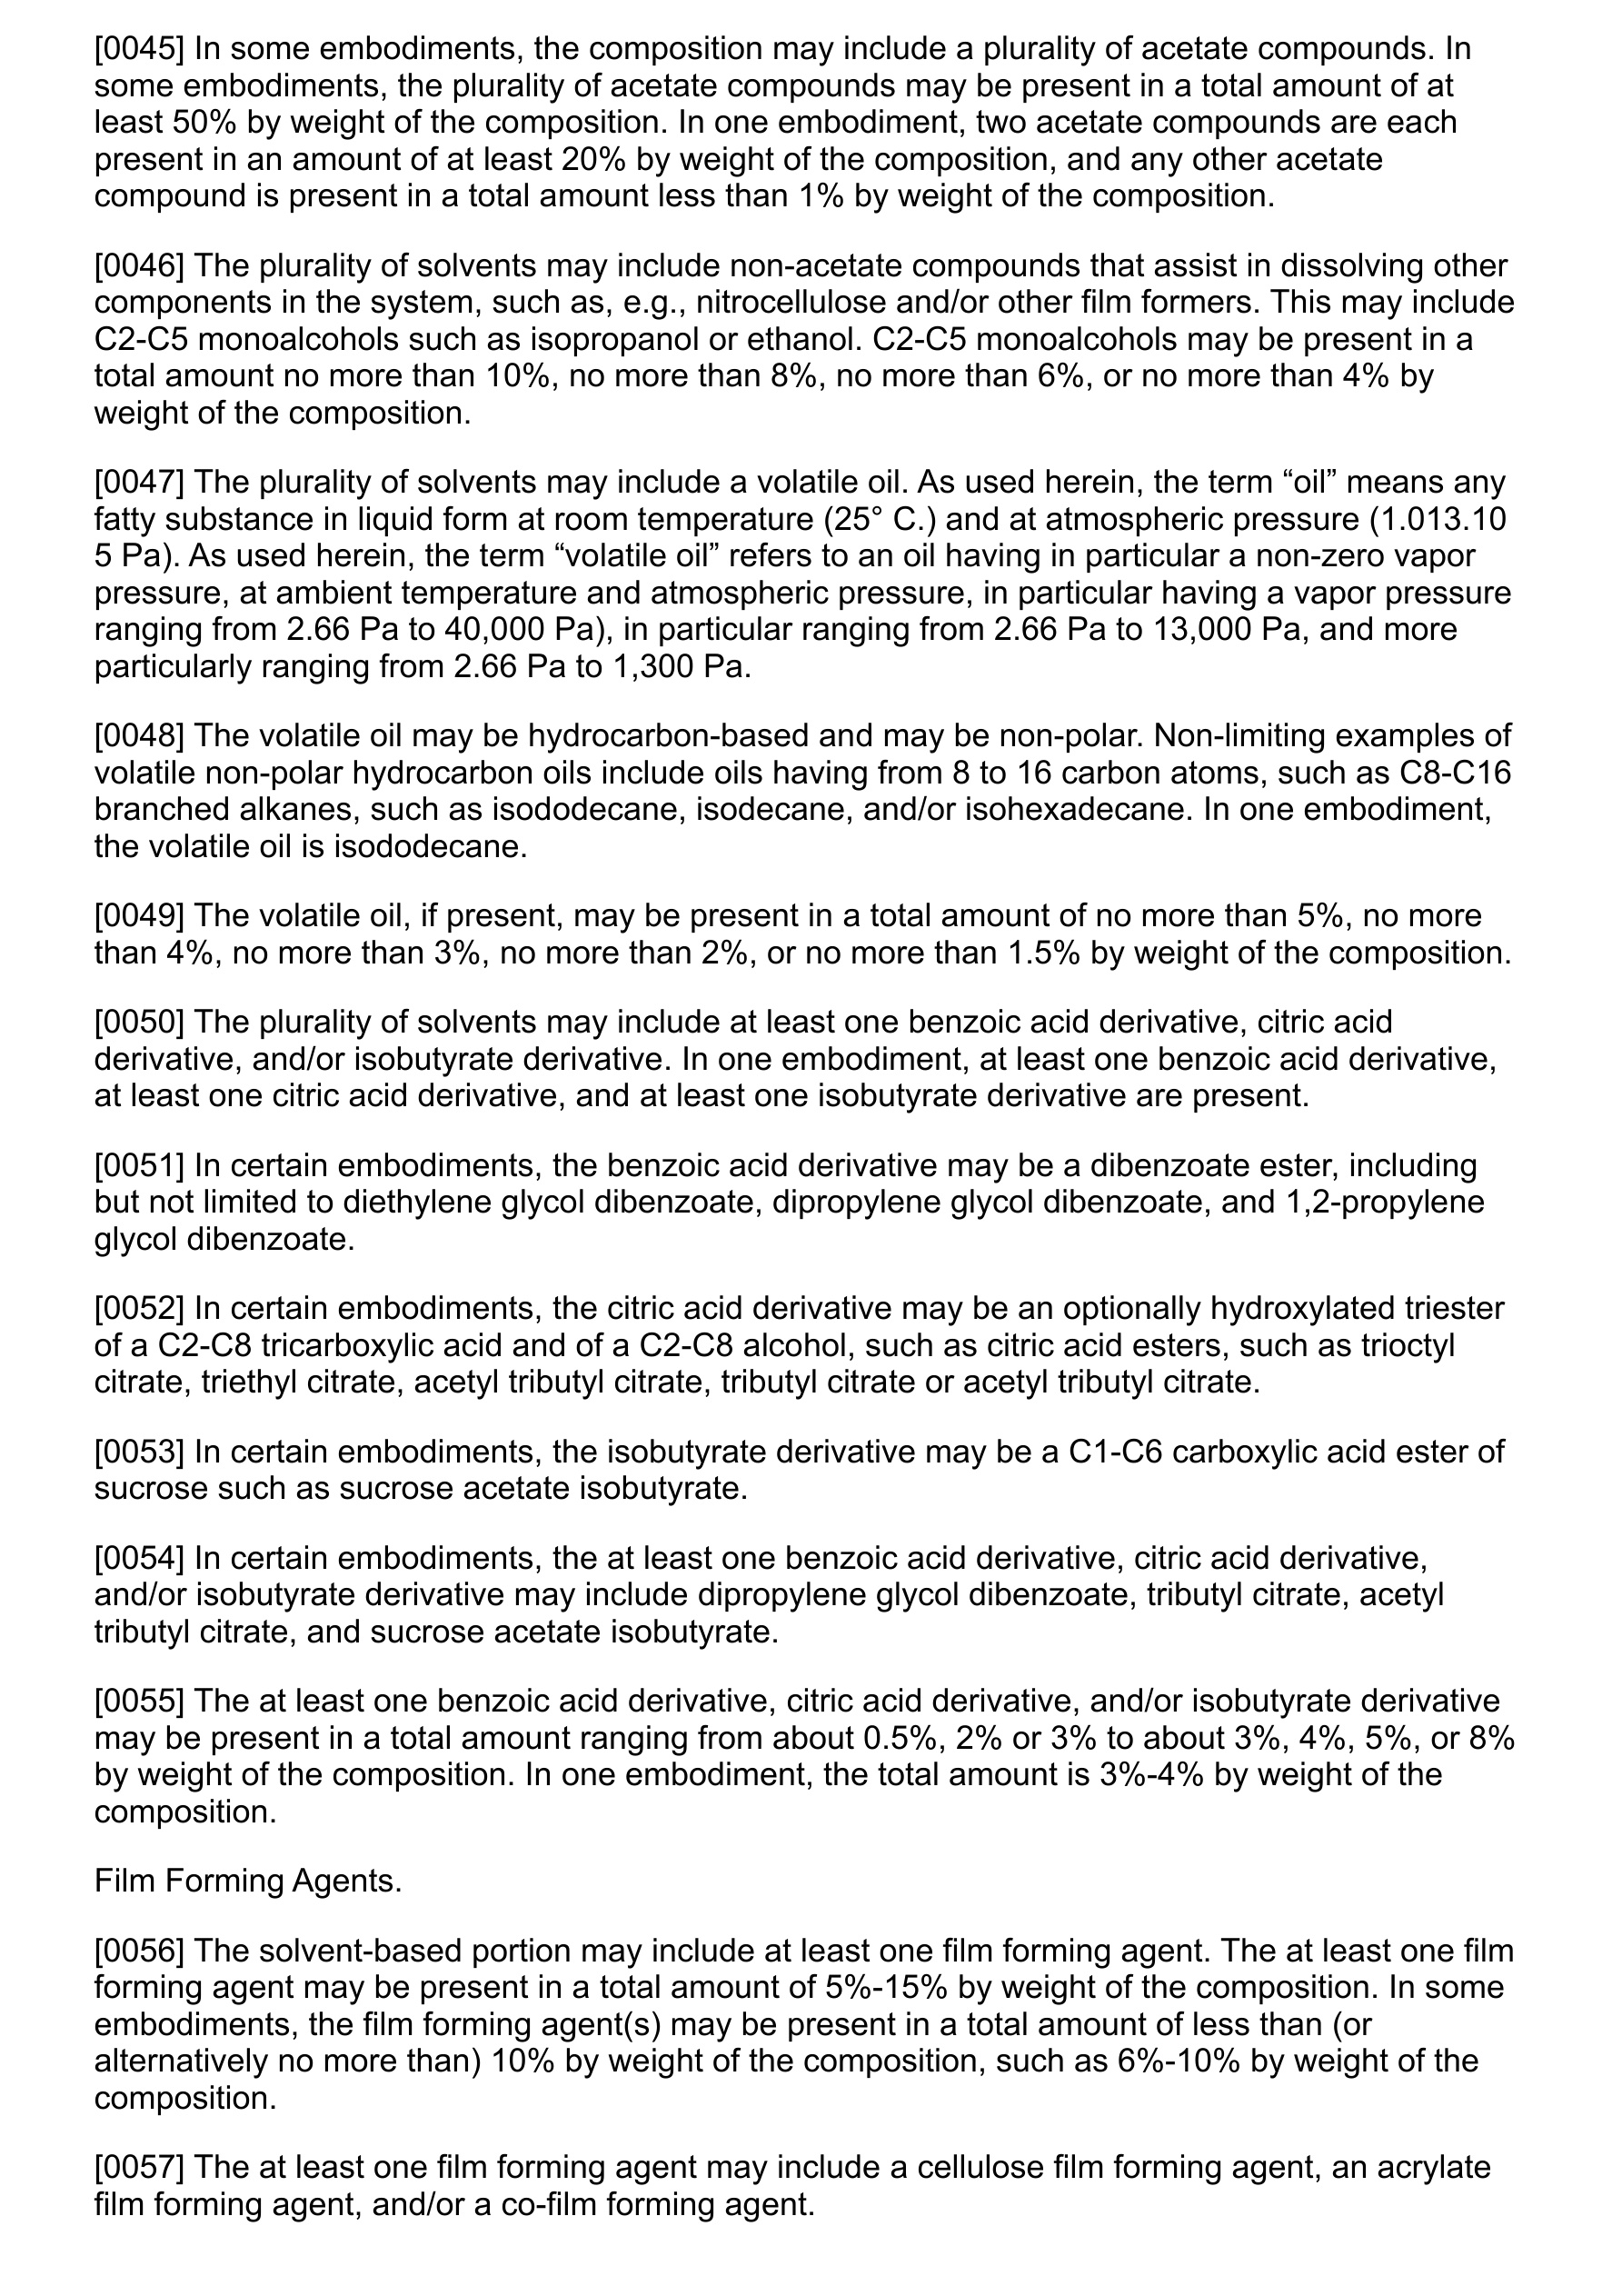 [0045] In some embodiments, the composition may include a plurality of acetate compounds. In
some embodiments, the plurality of acetate compounds may be present in a total amount of at
least 50% by weight of the composition. In one embodiment, two acetate compounds are each
present in an amount of at least 20% by weight of the composition, and any other acetate
compound is present in a total amount less than 1% by weight of the composition.
[0046] The plurality of solvents may include non-acetate compounds that assist in dissolving other
components in the system, such as, e.g., nitrocellulose and/or other film formers. This may include
C2-C5 monoalcohols such as isopropanol or ethanol. C2-C5 monoalcohols may be present in a
total amount no more than 10%, no more than 8%, no more than 6%, or no more than 4% by
weight of the composition.
[0047] The plurality of solvents may include a volatile oil. As used herein, the term “oil” means any
fatty substance in liquid form at room temperature (25° C.) and at atmospheric pressure (1.013.10
5 Pa). As used herein, the term “volatile oil” refers to an oil having in particular a non-zero vapor
pressure, at ambient temperature and atmospheric pressure, in particular having a vapor pressure
ranging from 2.66 Pa to 40,000 Pa), in particular ranging from 2.66 Pa to 13,000 Pa, and more
particularly ranging from 2.66 Pa to 1,300 Pa.
[0048] The volatile oil may be hydrocarbon-based and may be non-polar. Non-limiting examples of
volatile non-polar hydrocarbon oils include oils having from 8 to 16 carbon atoms, such as C8-C16
branched alkanes, such as isododecane, isodecane, and/or isohexadecane. In one embodiment,
the volatile oil is isododecane.
[0049] The volatile oil, if present, may be present in a total amount of no more than 5%, no more
than 4%, no more than 3%, no more than 2%, or no more than 1.5% by weight of the composition.
[0050] The plurality of solvents may include at least one benzoic acid derivative, citric acid
derivative, and/or isobutyrate derivative. In one embodiment, at least one benzoic acid derivative,
at least one citric acid derivative, and at least one isobutyrate derivative are present.
[0051] In certain embodiments, the benzoic acid derivative may be a dibenzoate ester, including
but not limited to diethylene glycol dibenzoate, dipropylene glycol dibenzoate, and 1,2-propylene
glycol dibenzoate.
[0052] In certain embodiments, the citric acid derivative may be an optionally hydroxylated triester
of a C2-C8 tricarboxylic acid and of a C2-C8 alcohol, such as citric acid esters, such as trioctyl
citrate, triethyl citrate, acetyl tributyl citrate, tributyl citrate or acetyl tributyl citrate.
[0053] In certain embodiments, the isobutyrate derivative may be a C1-C6 carboxylic acid ester of
sucrose such as sucrose acetate isobutyrate.
[0054] In certain embodiments, the at least one benzoic acid derivative, citric acid derivative,
and/or isobutyrate derivative may include dipropylene glycol dibenzoate, tributyl citrate, acetyl
tributyl citrate, and sucrose acetate isobutyrate.
[0055] The at least one benzoic acid derivative, citric acid derivative, and/or isobutyrate derivative
may be present in a total amount ranging from about 0.5%, 2% or 3% to about 3%, 4%, 5%, or 8%
by weight of the composition. In one embodiment, the total amount is 3%-4% by weight of the
composition.
Film Forming Agents.
[0056] The solvent-based portion may include at least one film forming agent. The at least one film
forming agent may be present in a total amount of 5%-15% by weight of the composition. In some
embodiments, the film forming agent(s) may be present in a total amount of less than (or
alternatively no more than) 10% by weight of the composition, such as 6%-10% by weight of the
composition.
[0057] The at least one film forming agent may include a cellulose film forming agent, an acrylate
film forming agent, and/or a co-film forming agent.